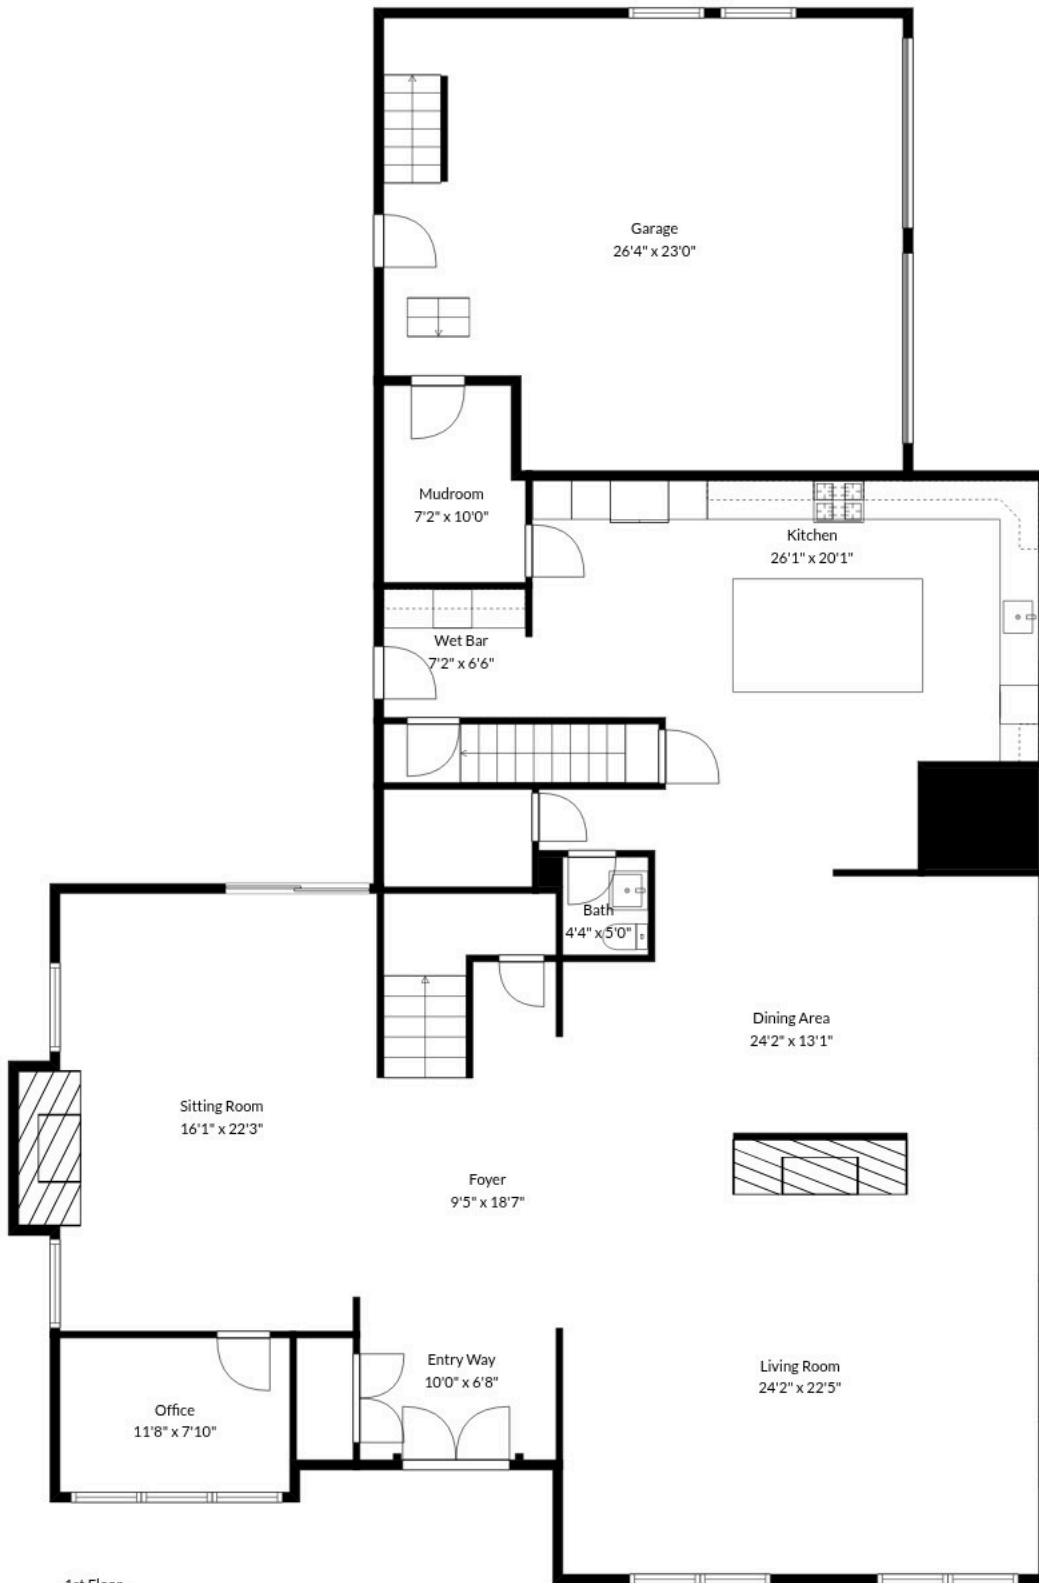 Garage
26'4" x 23'0"
Mudroom
7'2" x 10'0"
Kitchen
26'1" x 20'1"
Wet Bar
7'2" x 6'6"
Bath
4'4" x 5'0"
Dining Area
24'2" x 13'1"
Sitting Room
16'1" x 22'3"
Foyer
9'5" x 18'7"
Entry Way
10'0" x 6'8"
Living Room
24'2" x 22'5"
Office
11'8" x 7'10"
1st Floor